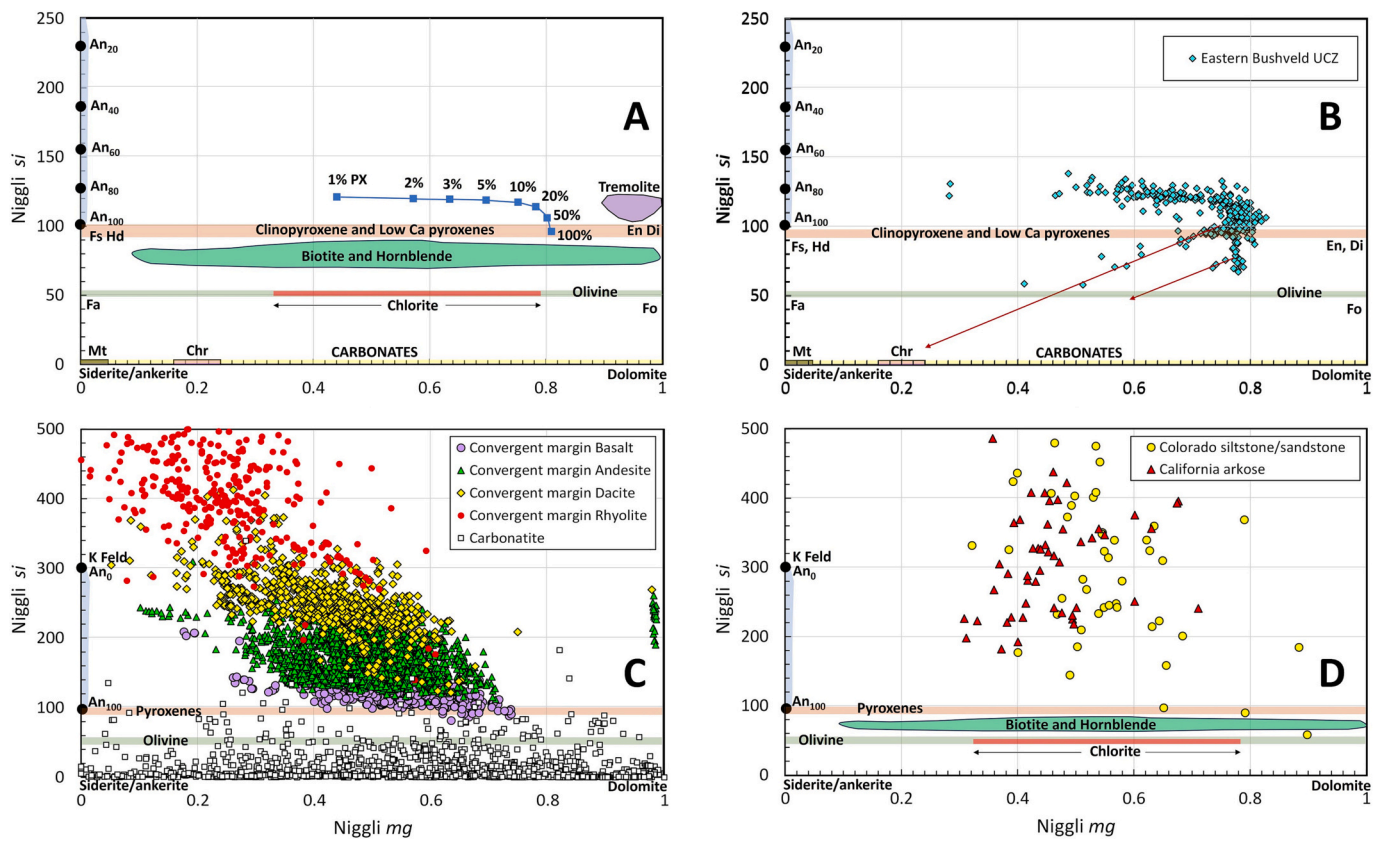 250
200
150
100
50
0
Niggli si
An20
An40
An60
An80
An100
Fs Hd
A
1% PX
2%
3%
5%
10%
20%
50%
100%
Tremolite
En Di
Clinopyroxene and Low Ca pyroxenes
Biotite and Hornblende
Olivine
Chlorite
Fa
Fo
Mt
Chr
CARBONATES
Siderite/ankerite
Dolomite
0.2
0.4
0.6
0.8
1
0
250
200
150
100
50
0
Niggli si
An20
An40
An60
An80
An100
Fs, Hd
Eastern Bushveld UCZ
B
Clinopyroxene and Low Ca pyroxenes
En, Di
Olivine
Fa
Fo
Mt
Chr
CARBONATES
Siderite/ankerite
Dolomite
0
0.2
0.4
0.6
0.8
1
500
400
300
200
100
0
Niggli si
Convergent margin Basalt
Convergent margin Andesite
Convergent margin Dacite
Convergent margin Rhyolite
Carbonatite
K Feld
An0
An100
Pyroxenes
Olivine
C
Siderite/ankerite
Dolomite
0
0.2
0.4
0.6
0.8
1
Niggli mg
500
400
300
200
100
0
Niggli si
Colorado siltstone/sandstone
California arkose
K Feld
An0
An100
Pyroxenes
D
Biotite and Hornblende
Olivine
Chlorite
Siderite/ankerite
Dolomite
0
0.2
0.4
0.6
0.8
1
Niggli mg